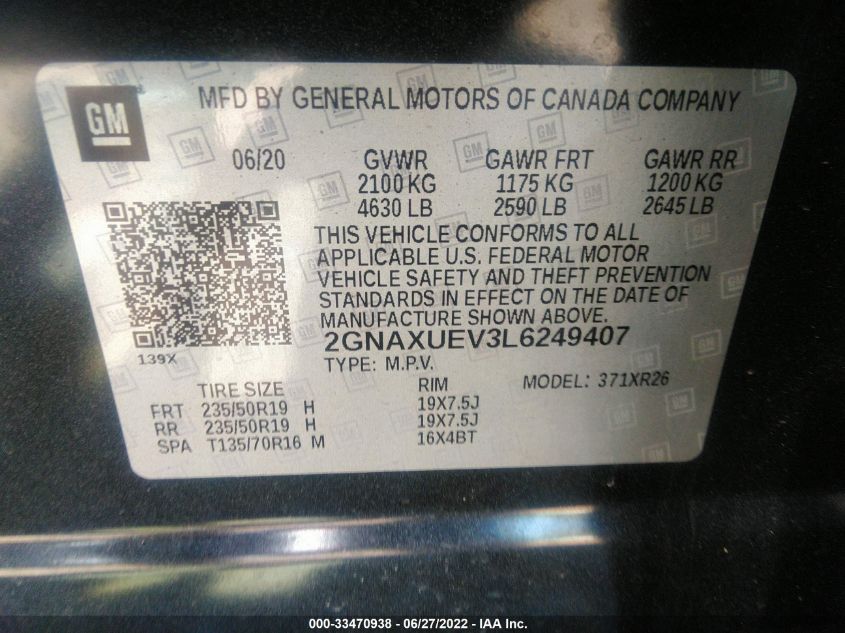 GM
MFD BY GENERAL MOTORS OF CANADA COMPANY
06/20 GVWR GAWR FRT GAWR RR
2100 KG 1175 KG 1200 KG
4630 LB 2590 LB 2645 LB
THIS VEHICLE CONFORMS TO ALL
APPLICABLE U.S. FEDERAL MOTOR
VEHICLE SAFETY AND THEFT PREVENTION
STANDARDS IN EFFECT ON THE DATE OF
MANUFACTURE SHOWN ABOVE.
2GNAXUEV3L6249407
139X
TYPE: M.P.V.
MODEL: 371XR26
TIRE SIZE RIM
FRT 235/50R19 H 19X7.5J
RR 235/50R19 H 19X7.5J
SPA T135/70R16 M 16X4BT
000-33470938 - 06/27/2022 - IAA Inc.